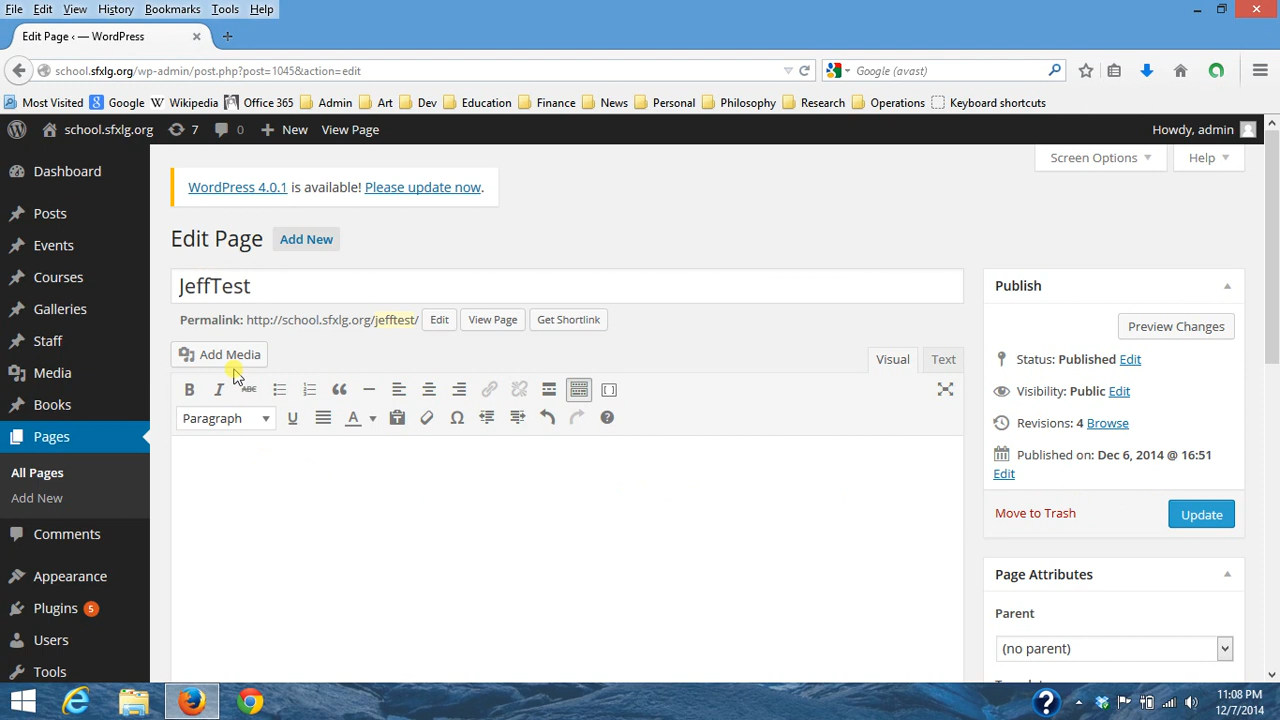 File Edit View History Bookmarks Tools Help
Edit Page ‹ — WordPress
school.sfxlg.org/wp-admin/post.php?post=1045&action=edit
Google (avast)
Most Visited Google Wikipedia Office 365 Admin Art Dev Education Finance News Personal Philosophy Research Operations Keyboard shortcuts
school.sfxlg.org 7 0 New View Page Howdy, admin
Dashboard
Posts
Events
Courses
Galleries
Staff
Media
Books
Pages
All Pages
Add New
Comments
Appearance
Plugins 5
Users
Tools
Screen Options Help
WordPress 4.0.1 is available! Please update now.
Edit Page Add New
JeffTest
Permalink: http://school.sfxlg.org/jefftest/ Edit View Page Get Shortlink
Add Media
Visual Text
B I ABC
Paragraph U A
Publish
Preview Changes
Status: Published Edit
Visibility: Public Edit
Revisions: 4 Browse
Published on: Dec 6, 2014 @ 16:51
Edit
Move to Trash Update
Page Attributes
Parent
(no parent)
11:08 PM
12/7/2014